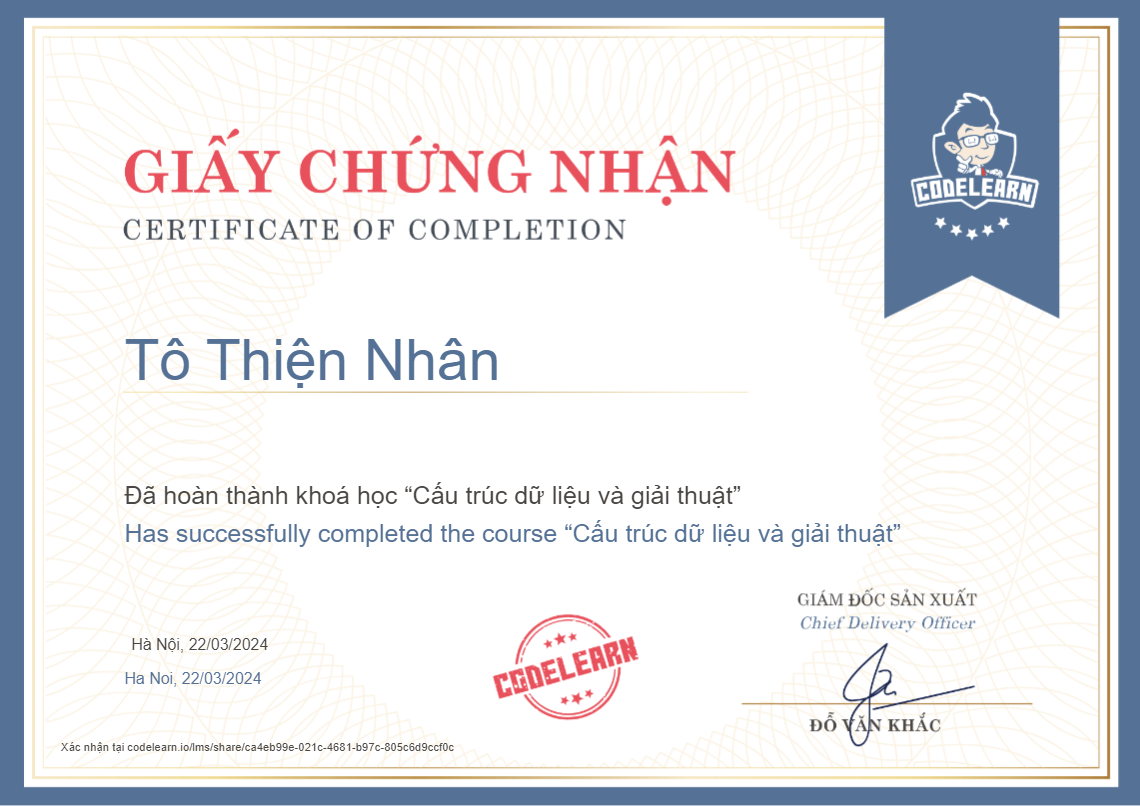 GIẤY CHỨNG NHẬN
CERTIFICATE OF COMPLETION
CODELEARN
Tô Thiện Nhân
Đã hoàn thành khoá học “Cấu trúc dữ liệu và giải thuật”
Has successfully completed the course “Cấu trúc dữ liệu và giải thuật”
GIÁM ĐỐC SẢN XUẤT
Chief Delivery Officer
Hà Nội, 22/03/2024
Ha Noi, 22/03/2024
CODELEARN
ĐỖ VĂN KHẮC
Xác nhận tại codelearn.io/lms/share/ca4eb99e-021c-4681-b97c-805c6d9ccf0c